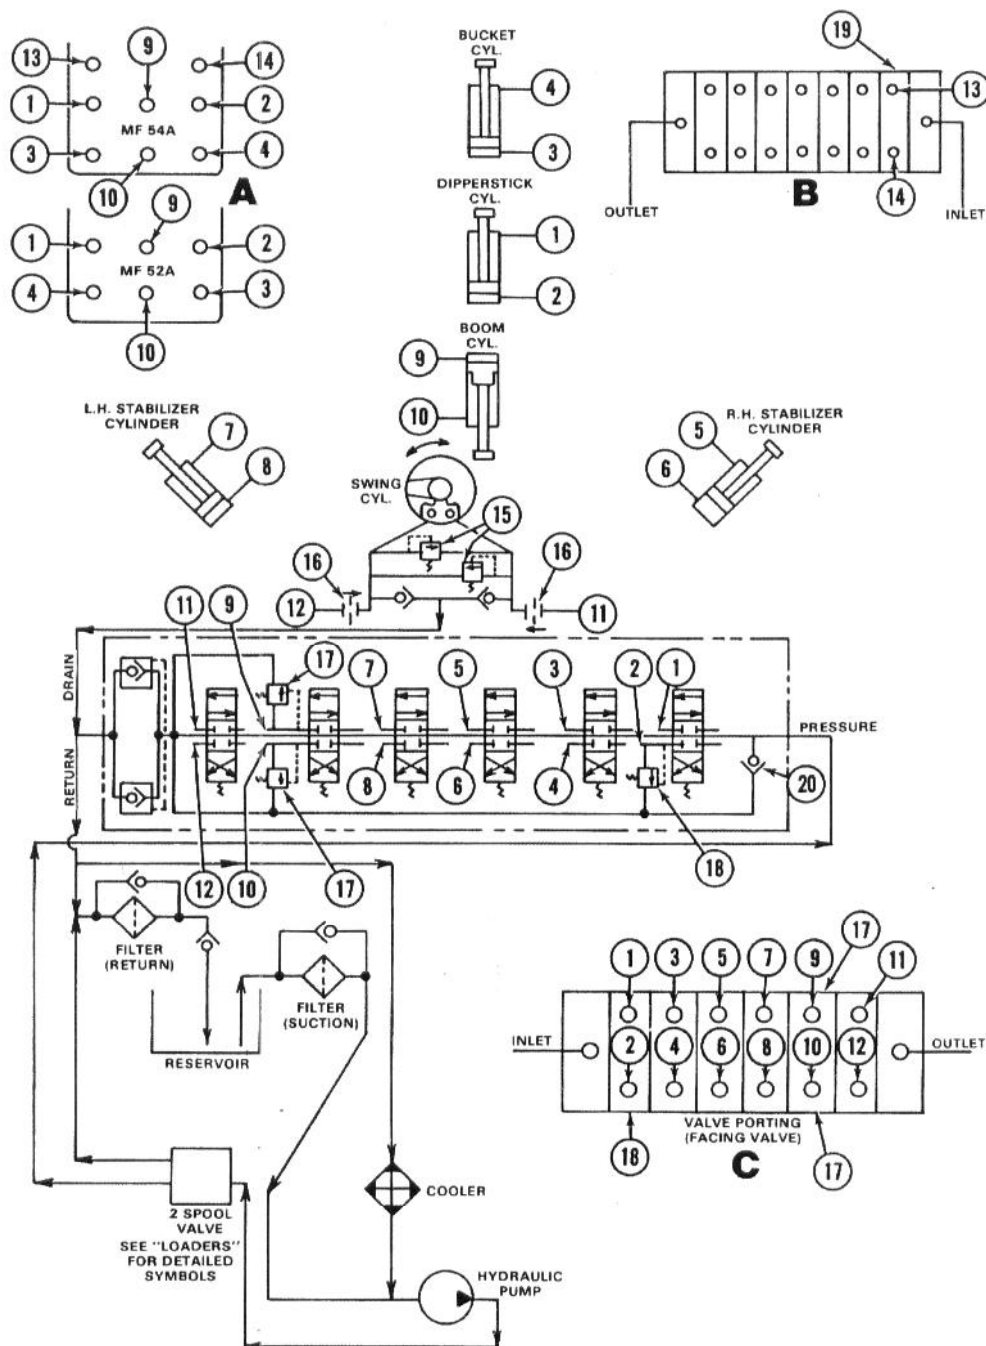 13
9
14
1
2
MF 54A
3
4
10
A
9
1
2
MF 52A
4
3
10
BUCKET
CYL.
4
3
DIPPERSTICK
CYL.
1
2
BOOM
CYL.
9
10
19
13
B
14
OUTLET
INLET
L.H. STABILIZER
CYLINDER
7
8
R.H. STABILIZER
CYLINDER
5
6
SWING
CYL.
15
16
16
12
11
11
9
17
7
5
3
2
1
DRAIN
PRESSURE
RETURN
8
6
4
20
12
10
17
18
FILTER
(RETURN)
FILTER
(SUCTION)
RESERVOIR
1
3
5
7
9
17
11
INLET
2
4
6
8
10
12
OUTLET
VALVE PORTING
(FACING VALVE)
18
C
17
COOLER
2 SPOOL
VALVE
SEE "LOADERS"
FOR DETAILED
SYMBOLS
HYDRAULIC
PUMP